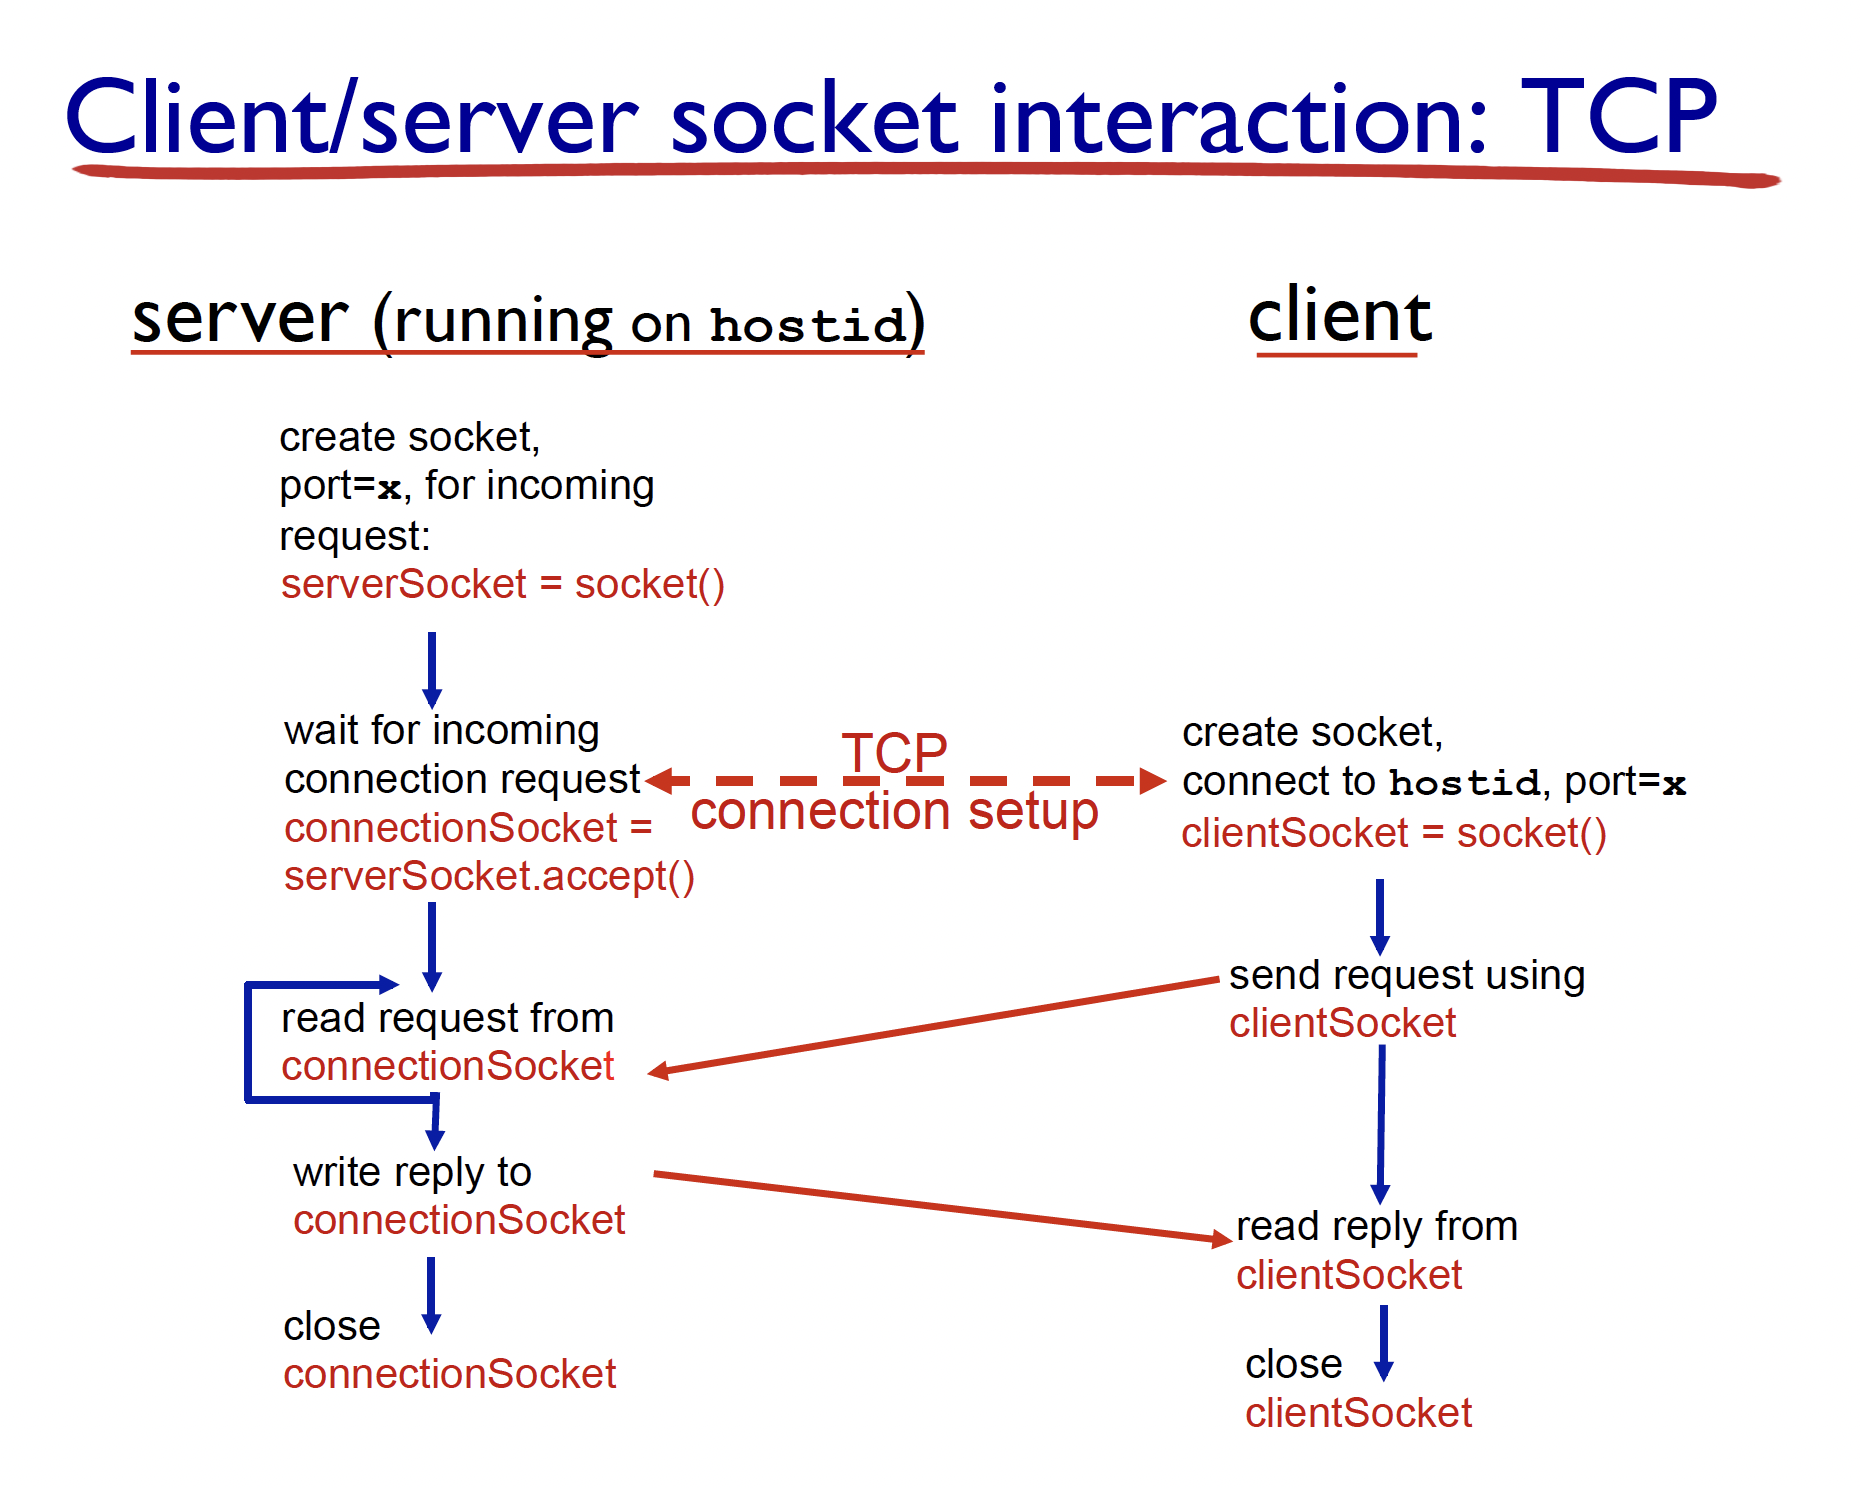 Client/server socket interaction: TCP
server (running on hostid)
client
create socket,
port=x, for incoming
request:
serverSocket = socket()
wait for incoming
connection request
connectionSocket =
serverSocket.accept()
TCP
connection setup
create socket,
connect to hostid, port=x
clientSocket = socket()
send request using
clientSocket
read request from
connectionSocket
write reply to
connectionSocket
read reply from
clientSocket
close
connectionSocket
close
clientSocket